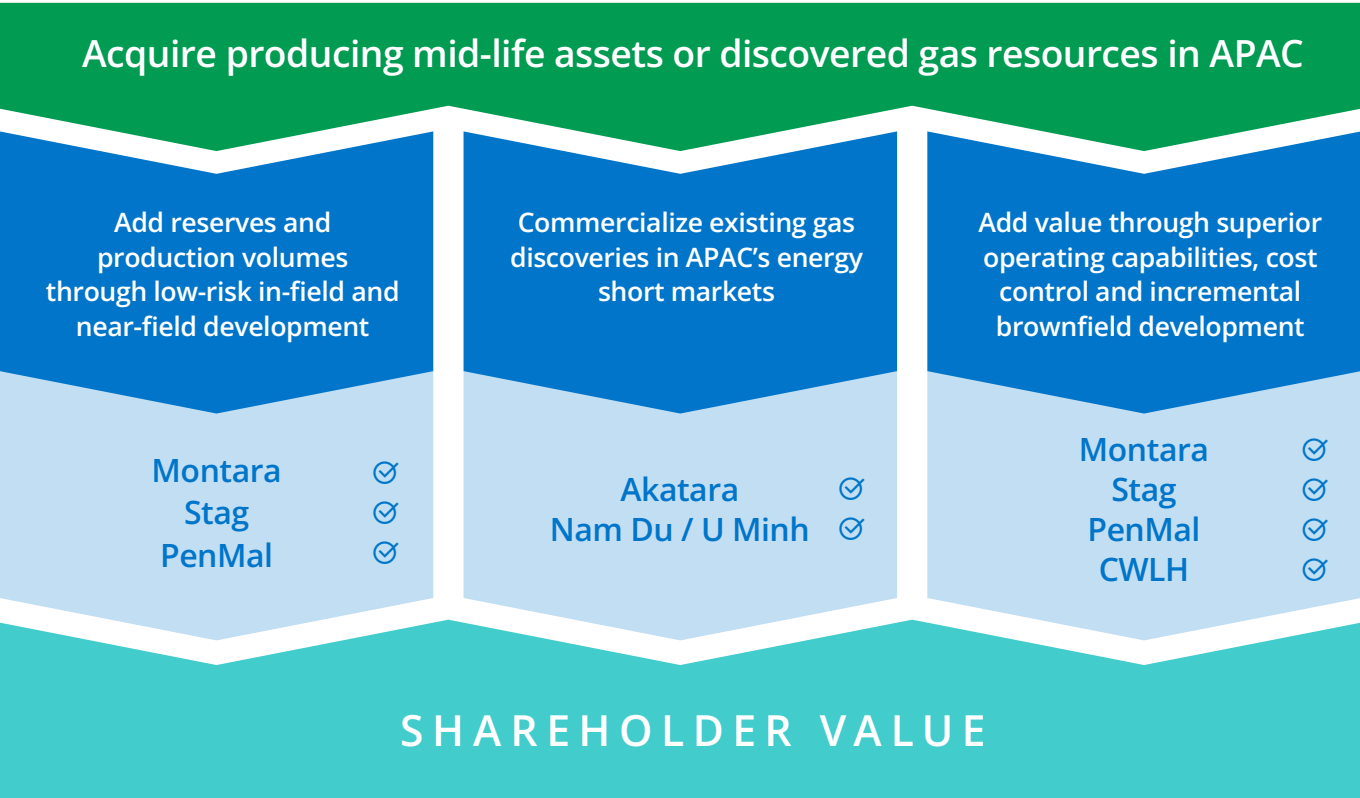 Acquire producing mid-life assets or discovered gas resources in APAC
Add reserves and
production volumes
through low-risk in-field and
near-field development
Commercialize existing gas
discoveries in APAC’s energy
short markets
Add value through superior
operating capabilities, cost
control and incremental
brownfield development
Montara
Stag
PenMal
Akatara
Nam Du / U Minh
Montara
Stag
PenMal
CWLH
SHAREHOLDER VALUE